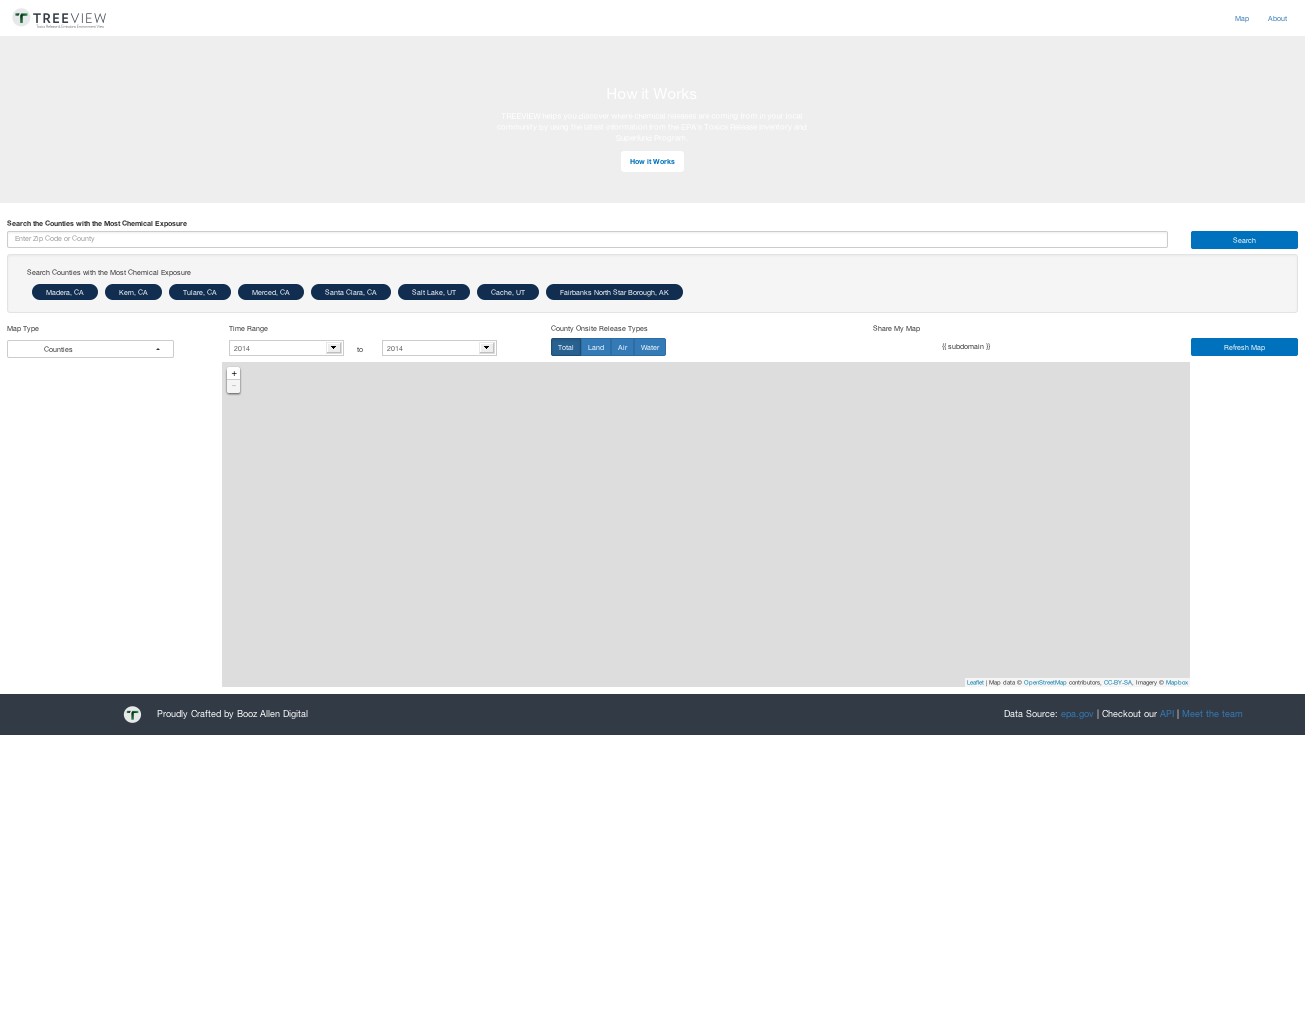 TREEVIEW
Map About
How it Works
TREEVIEW helps you discover where chemical releases are coming from in your local
community by using the latest information from the EPA's Toxics Release Inventory and
Superfund Program.
How it Works
Search the Counties with the Most Chemical Exposure
Enter Zip Code or County Search
Search Counties with the Most Chemical Exposure
Madera, CA Kern, CA Tulare, CA Merced, CA Santa Clara, CA Salt Lake, UT Cache, UT Fairbanks North Star Borough, AK
Map Type Time Range County Onsite Release Types Share My Map
Counties 2014 to 2014 Total Land Air Water {{ subdomain }} Refresh Map
+
−
Leaflet | Map data © OpenStreetMap contributors, CC-BY-SA, Imagery © Mapbox
Proudly Crafted by Booz Allen Digital Data Source: epa.gov | Checkout our API | Meet the team